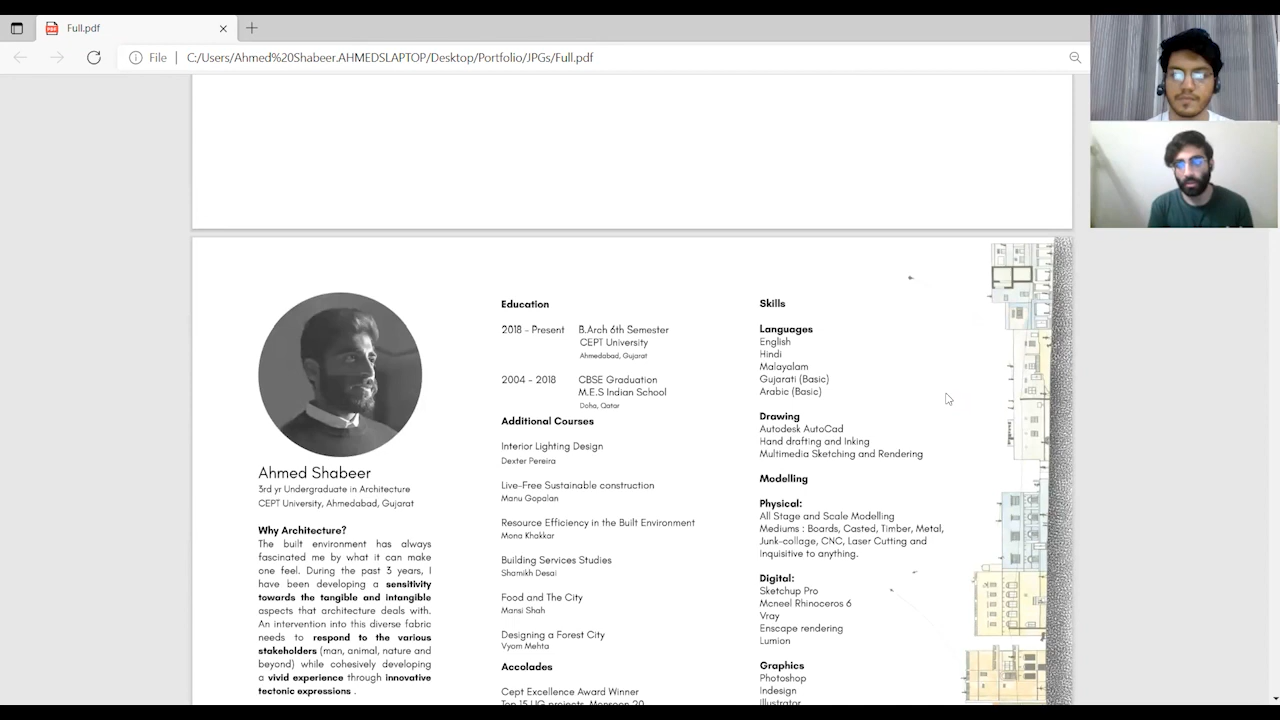 Full.pdf
File
C:/Users/Ahmed%20Shabeer.AHMEDSLAPTOP/Desktop/Portfolio/JPGs/Full.pdf
Ahmed Shabeer
3rd yr Undergraduate in Architecture
CEPT University, Ahmedabad, Gujarat
Why Architecture?
The built environment has always
fascinated me by what it can make
one feel. During the past 3 years, I
have been developing a sensitivity
towards the tangible and intangible
aspects that architecture deals with.
An intervention into this diverse fabric
needs to respond to the various
stakeholders (man, animal, nature and
beyond) while cohesively developing
a vivid experience through innovative
tectonic expressions .
Education
2018 - Present B.Arch 6th Semester
CEPT University
Ahmedabad, Gujarat
2004 - 2018 CBSE Graduation
M.E.S Indian School
Doha, Qatar
Additional Courses
Interior Lighting Design
Dexter Pereira
Live-Free Sustainable construction
Manu Gopalan
Resource Efficiency in the Built Environment
Mona Khakkar
Building Services Studies
Shamikh Desai
Food and The City
Mansi Shah
Designing a Forest City
Vyom Mehta
Accolades
Cept Excellence Award Winner
Top 15 UG projects, Monsoon 20
Skills
Languages
English
Hindi
Malayalam
Gujarati (Basic)
Arabic (Basic)
Drawing
Autodesk AutoCad
Hand drafting and Inking
Multimedia Sketching and Rendering
Modelling
Physical:
All Stage and Scale Modelling
Mediums : Boards, Casted, Timber, Metal,
Junk-collage, CNC, Laser Cutting and
Inquisitive to anything.
Digital:
Sketchup Pro
Mcneel Rhinoceros 6
Vray
Enscape rendering
Lumion
Graphics
Photoshop
Indesign
Illustrator